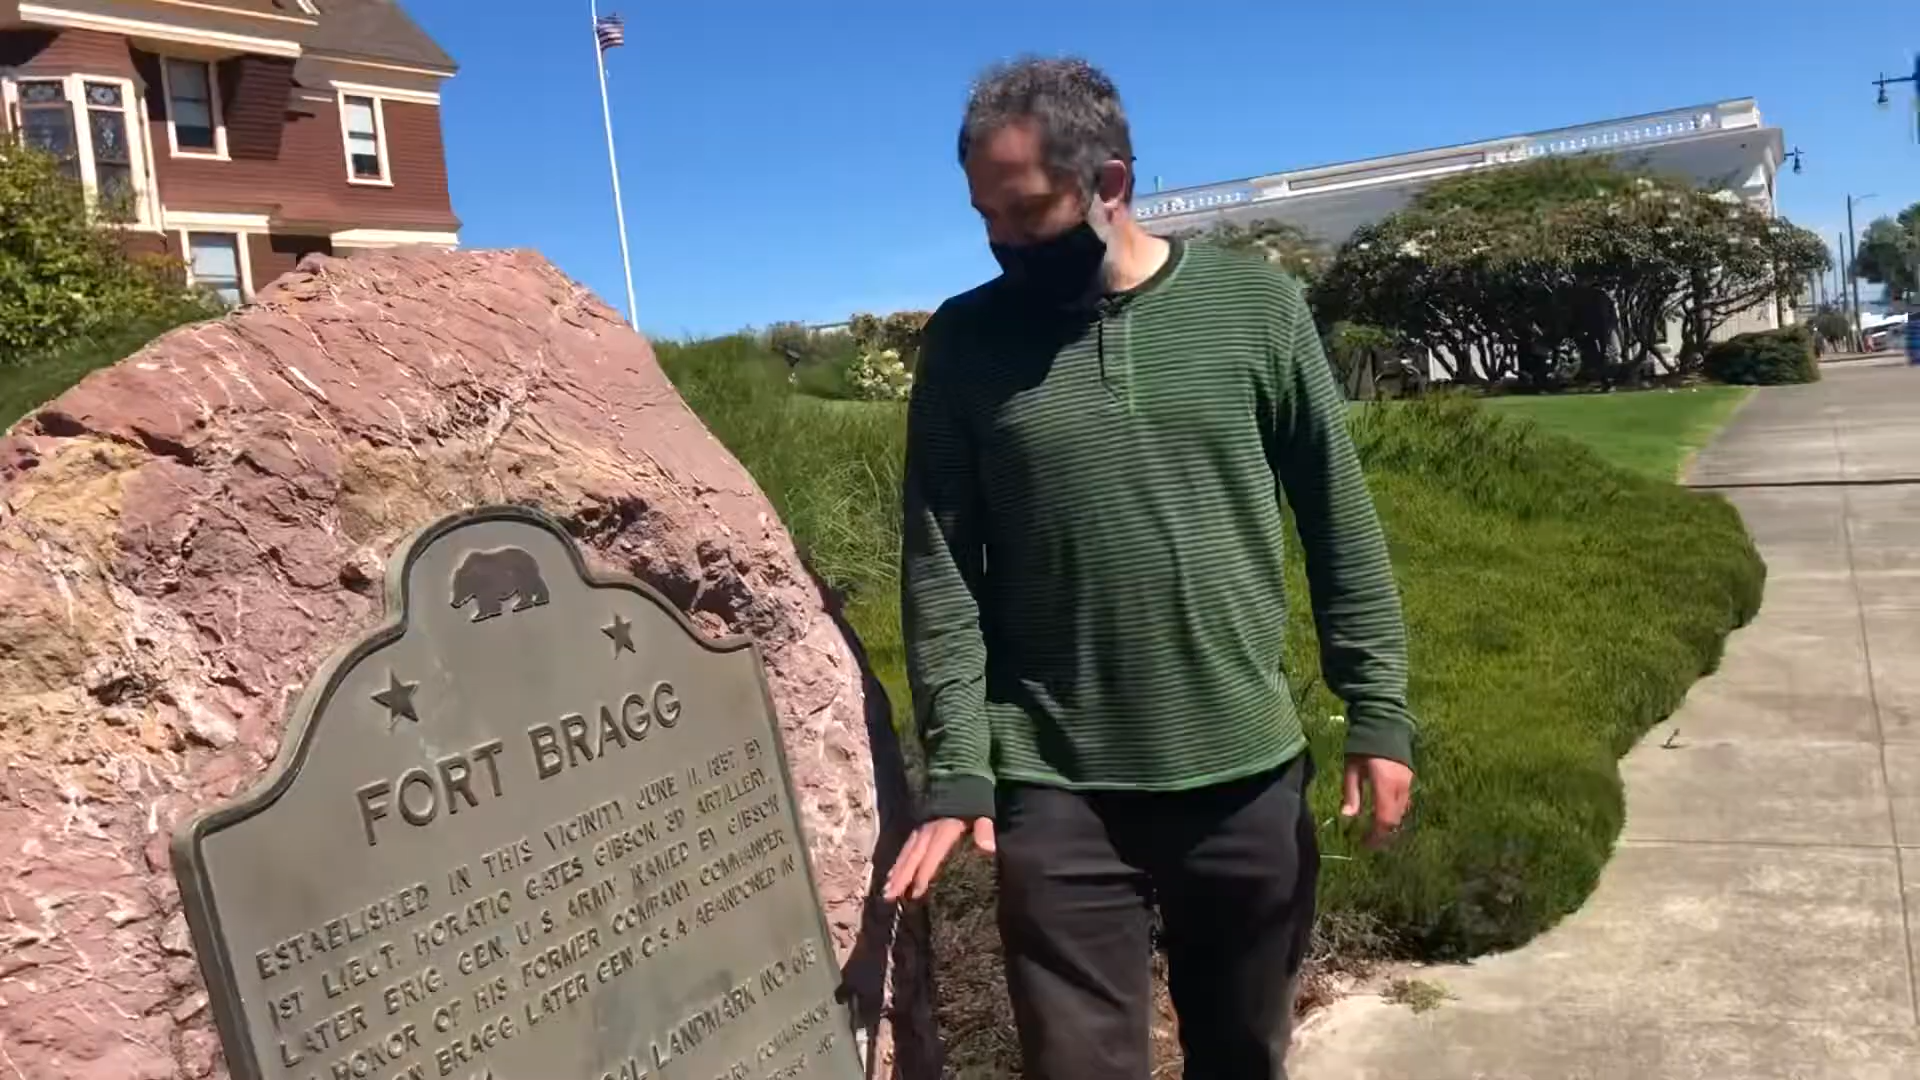 FORT BRAGG
ESTABLISHED IN THIS VICINITY JUNE 11, 1857, BY
1ST LIEUT. HORATIO GATES GIBSON, 3D ARTILLERY,
LATER BRIG. GEN., U.S. ARMY. NAMED BY GIBSON
HONOR OF HIS FORMER COMPANY COMMANDER
BRAGG, LATER GEN. C.S.A. ABANDONED IN
LANDMARK NO. 615
COMMISSION